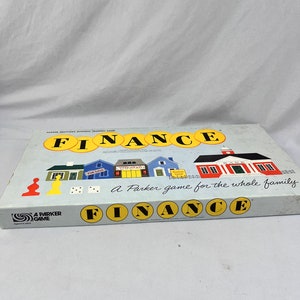 FINANCE
A Parker game for the whole family
A PARKER
GAME
FINANCE